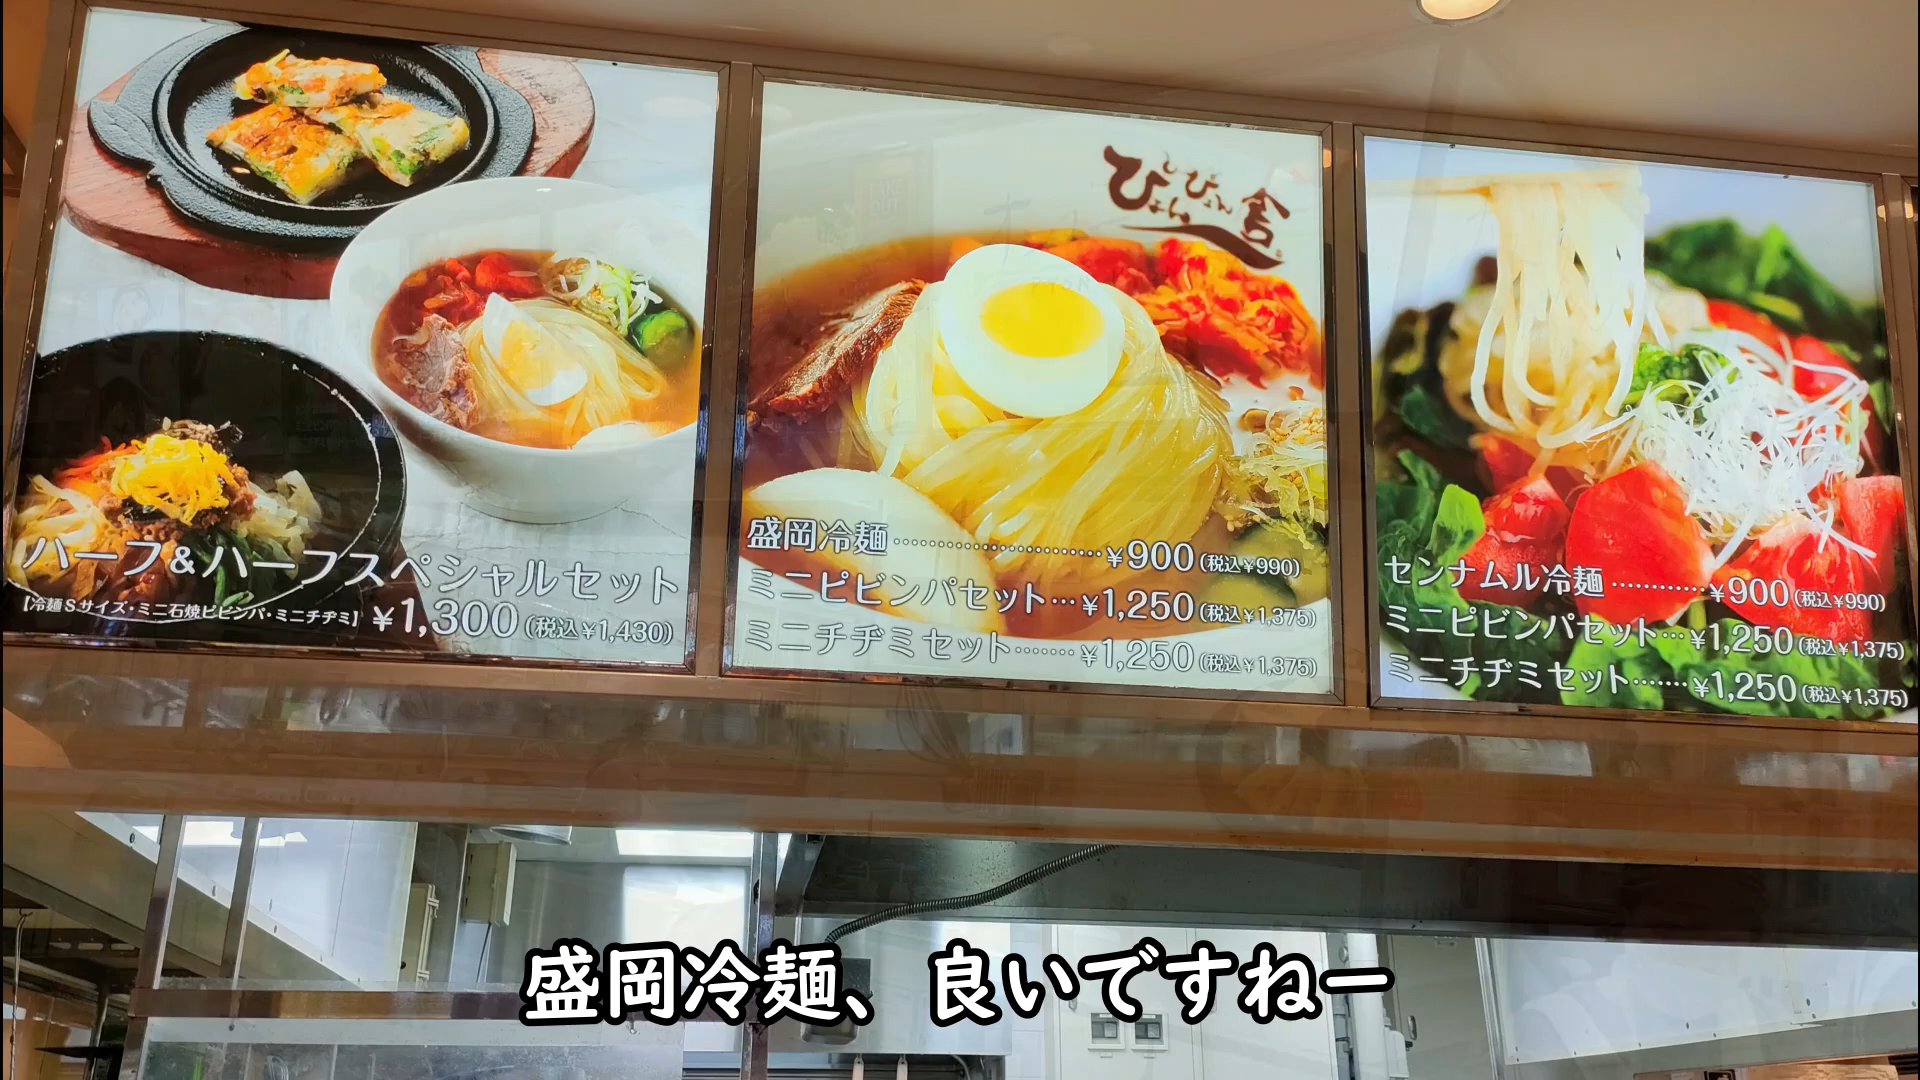 ハーフ&ハーフスペシャルセット
【冷麺Sサイズ・ミニ石焼ビビンパ・ミニチヂミ】 ¥1,300(税込¥1,430)
ぴょんぴょん舎
盛岡冷麺……………………¥900(税込¥990)
ミニピビンパセット…¥1,250(税込¥1,375)
ミニチヂミセット……¥1,250(税込¥1,375)
センナムル冷麺…………¥900(税込¥990)
ミニピビンパセット…¥1,250(税込¥1,375)
ミニチヂミセット……¥1,250(税込¥1,375)
盛岡冷麺、良いですねー